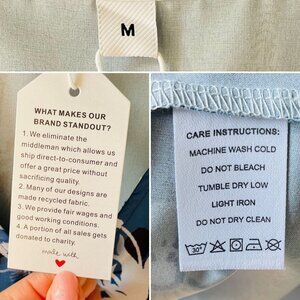 M
WHAT MAKES OUR
BRAND STANDOUT?
1. We eliminate the
middleman which allows us
ship direct-to-consumer and
offer a great price without
sacrificing quality.
2. Many of our designs are
made recycled fabric.
3. We provide fair wages and
good working conditions.
4. A portion of all sales gets
donated to charity.
made with
CARE INSTRUCTIONS:
MACHINE WASH COLD
DO NOT BLEACH
TUMBLE DRY LOW
LIGHT IRON
DO NOT DRY CLEAN
30°